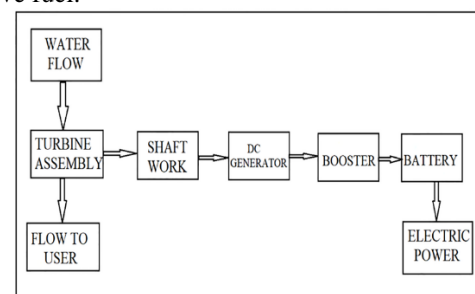 WATER
FLOW
TURBINE
ASSEMBLY
SHAFT
WORK
DC
GENERATOR
BOOSTER
BATTERY
FLOW TO
USER
ELECTRIC
POWER